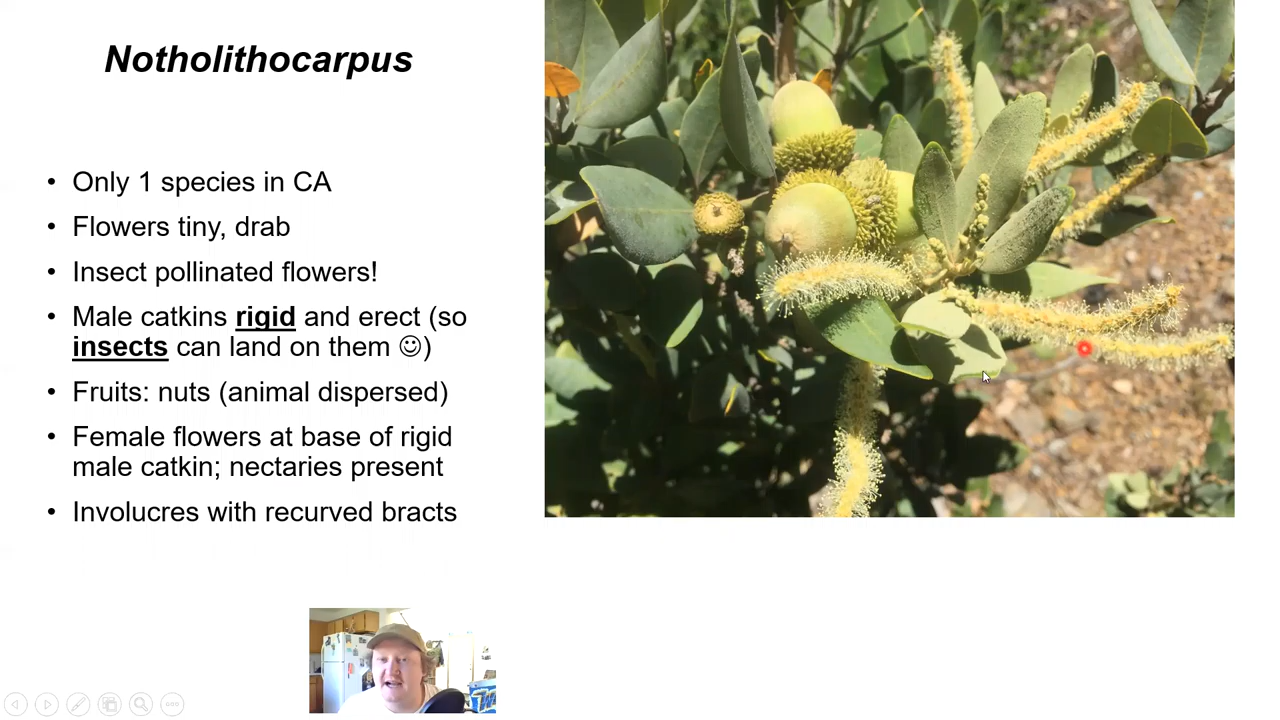 Notholithocarpus
• Only 1 species in CA
• Flowers tiny, drab
• Insect pollinated flowers!
• Male catkins rigid and erect (so
insects can land on them ☺)
• Fruits: nuts (animal dispersed)
• Female flowers at base of rigid
male catkin; nectaries present
• Involucres with recurved bracts